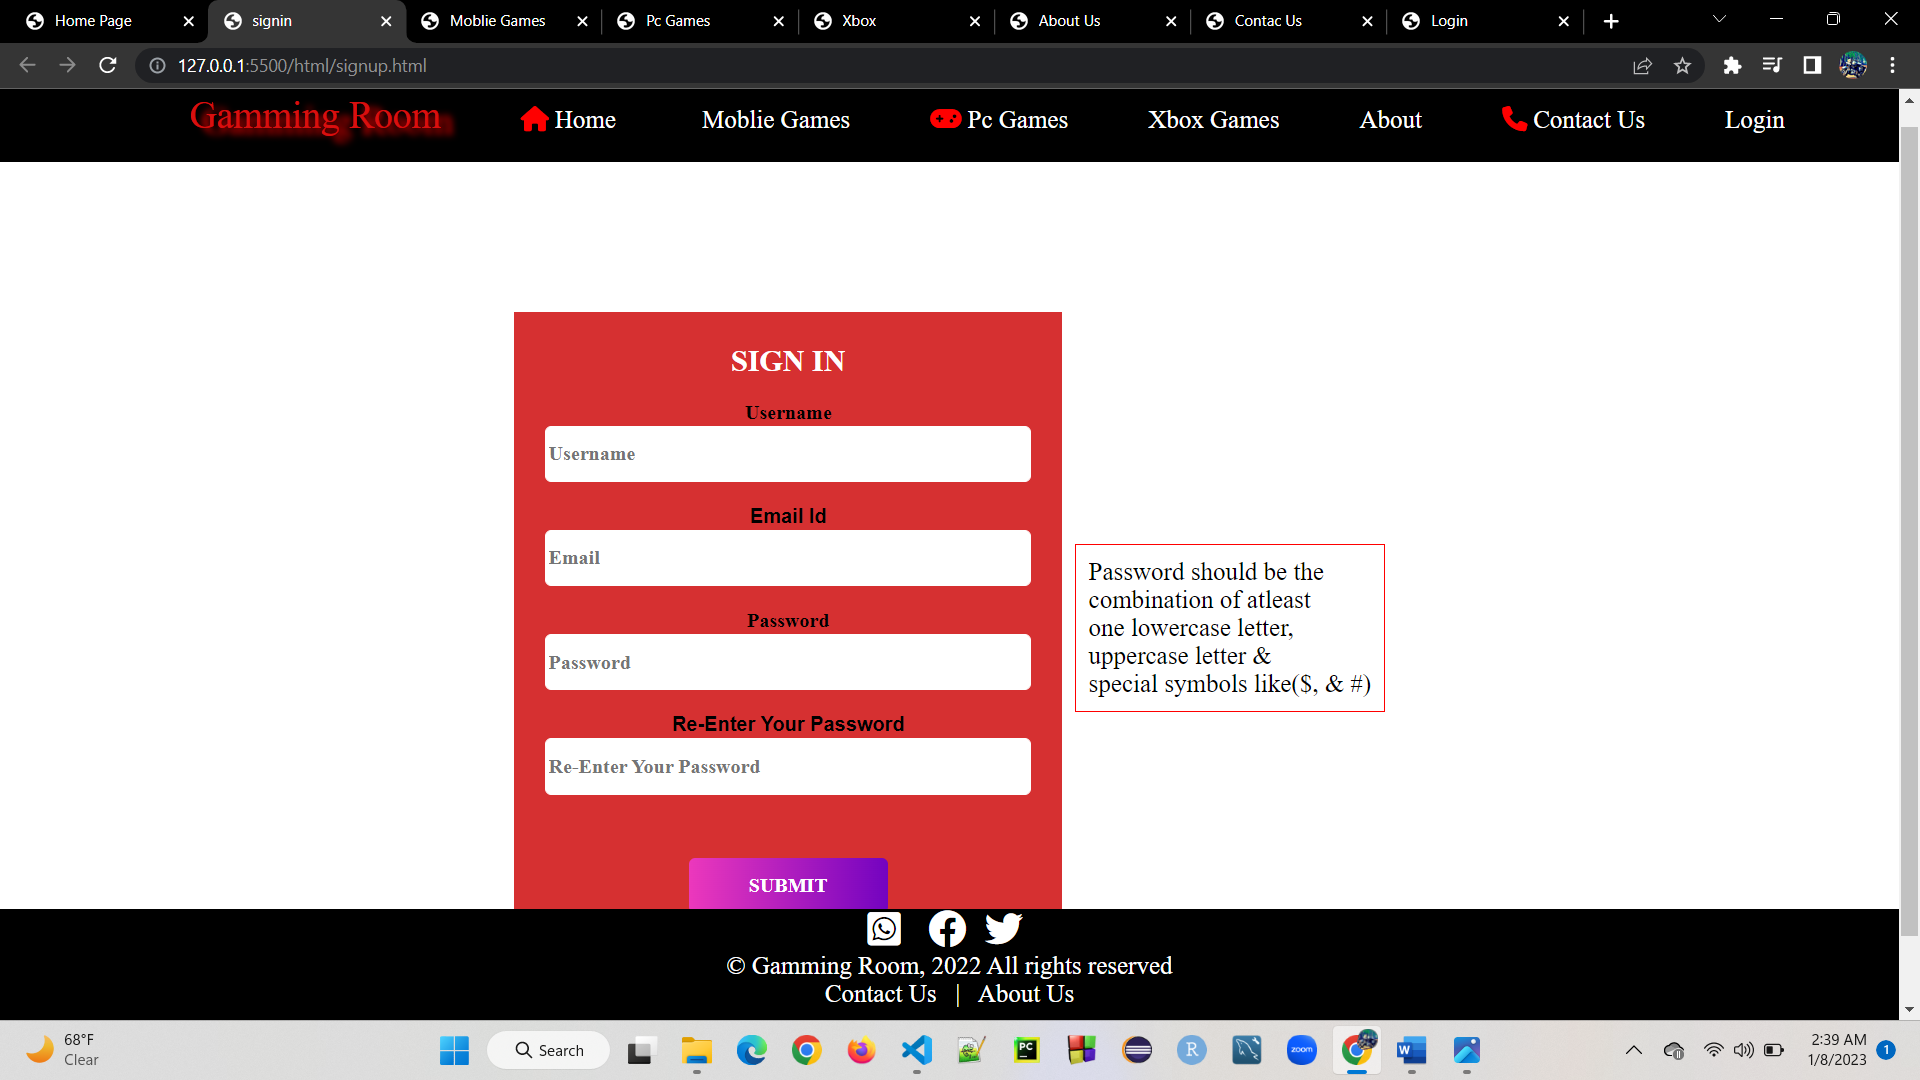 Home Page
signin
Moblie Games
Pc Games
Xbox
About Us
Contac Us
Login
127.0.0.1:5500/html/signup.html
Gamming Room
Home
Moblie Games
Pc Games
Xbox Games
About
Contact Us
Login
SIGN IN
Username
Username
Email Id
Email
Password
Password
Re-Enter Your Password
Re-Enter Your Password
SUBMIT
Password should be the
combination of atleast
one lowercase letter,
uppercase letter &
special symbols like($, & #)
© Gamming Room, 2022 All rights reserved
Contact Us | About Us
68°F
Clear
Search
PC
R
zoom
W
2:39 AM
1/8/2023
1